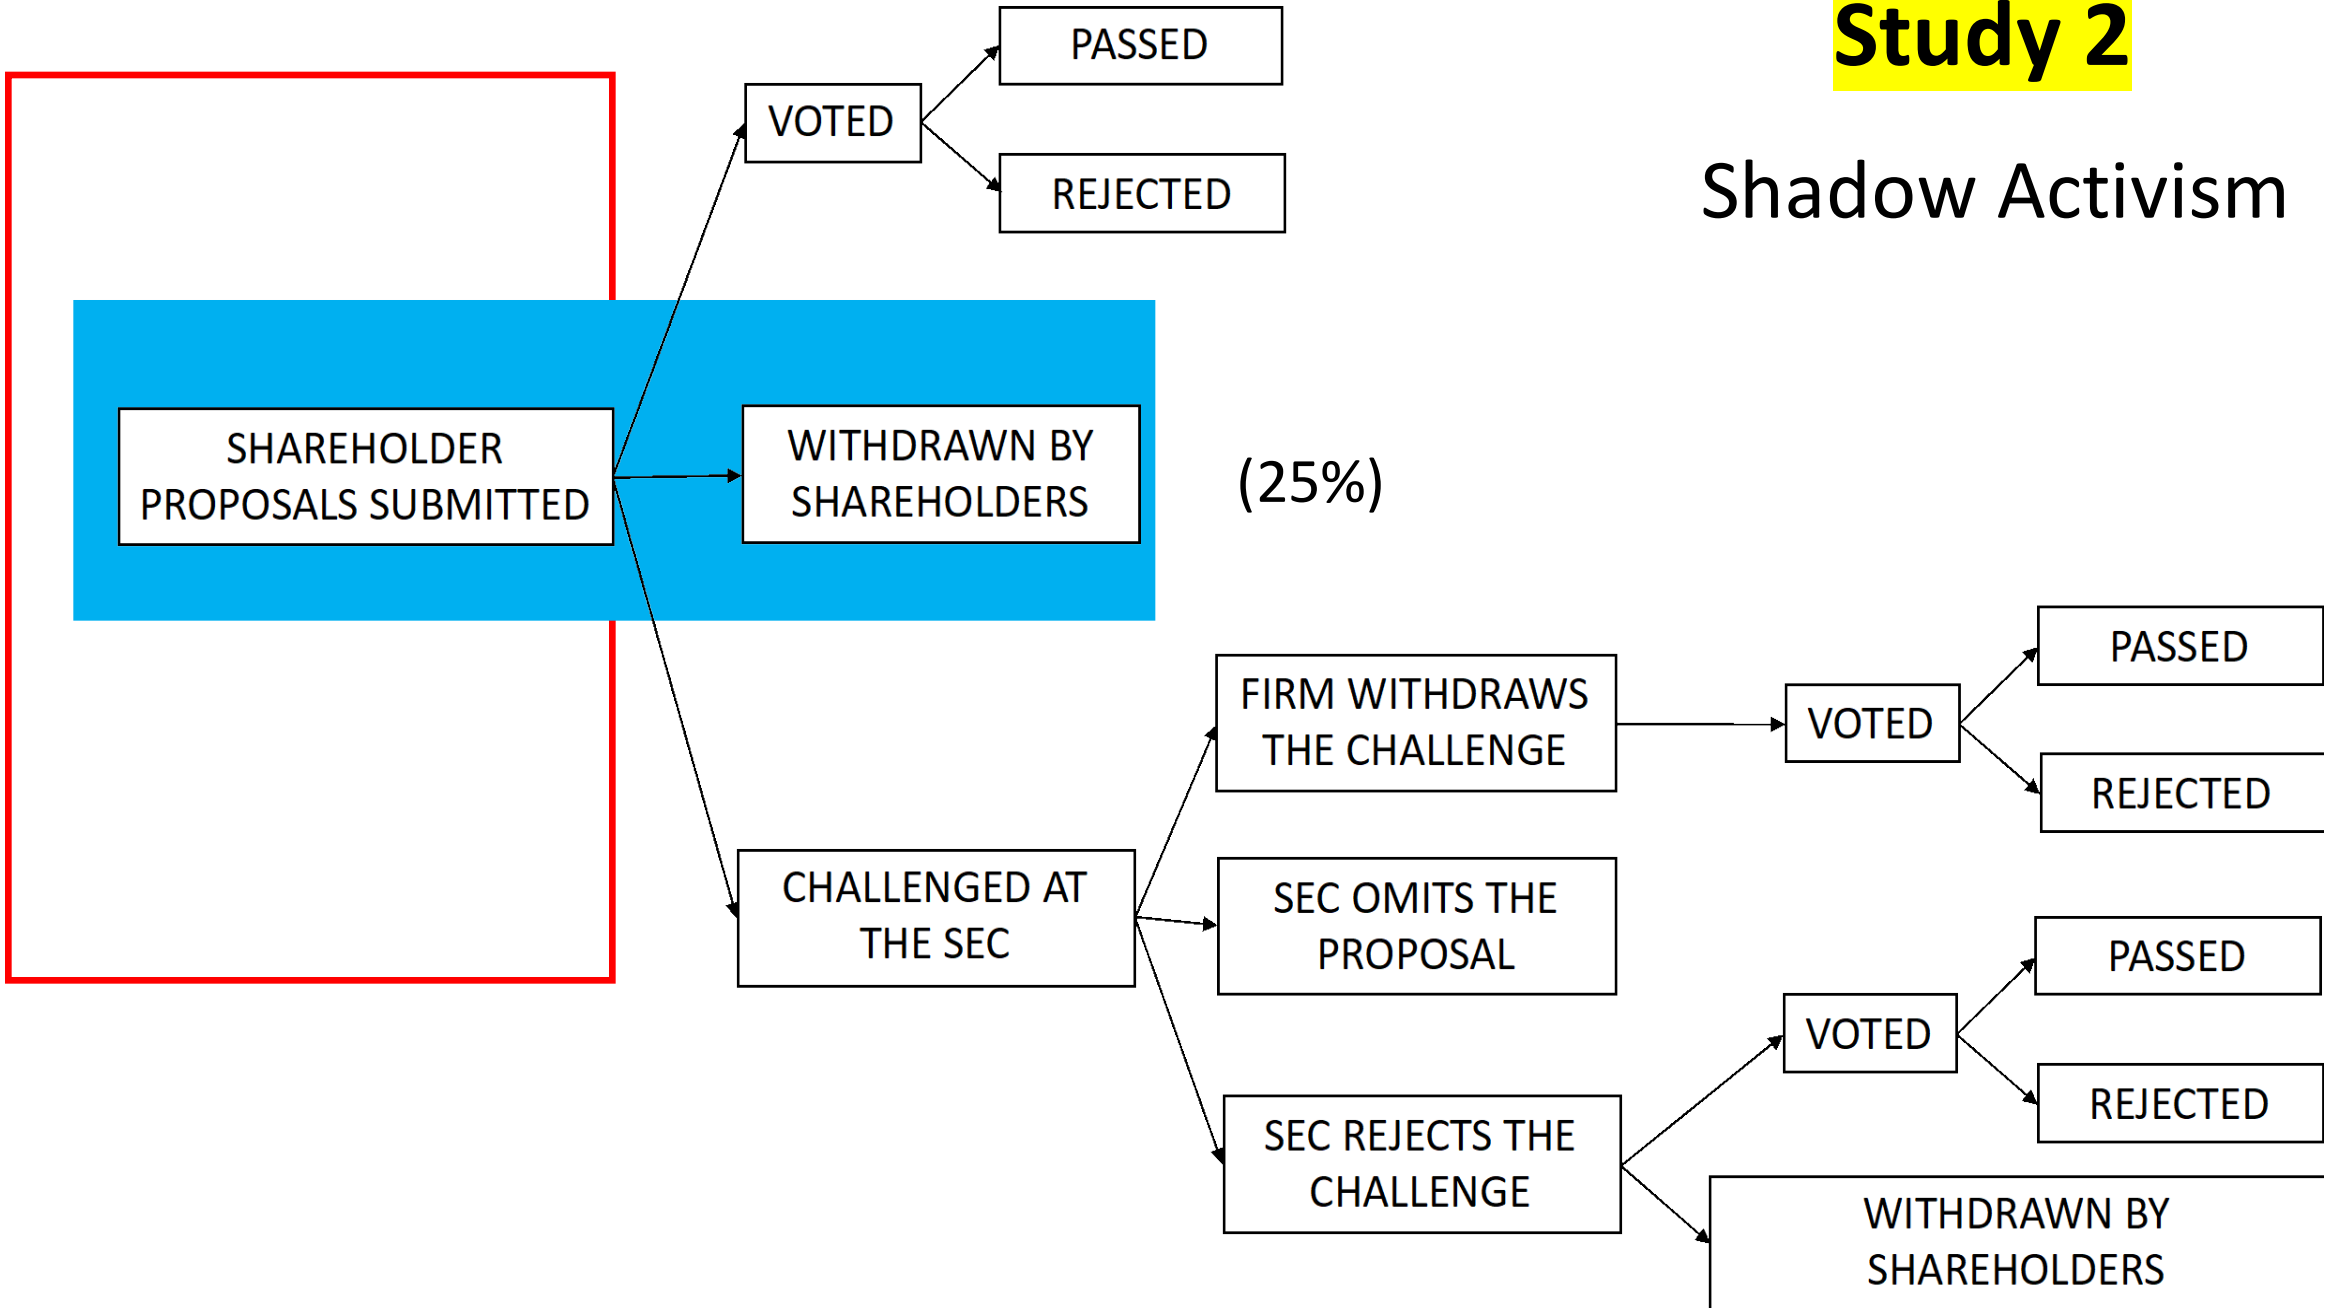 Study 2
Shadow Activism
PASSED
VOTED
REJECTED
SHAREHOLDER
PROPOSALS SUBMITTED
WITHDRAWN BY
SHAREHOLDERS
(25%)
CHALLENGED AT
THE SEC
FIRM WITHDRAWS
THE CHALLENGE
VOTED
PASSED
REJECTED
SEC OMITS THE
PROPOSAL
SEC REJECTS THE
CHALLENGE
VOTED
PASSED
REJECTED
WITHDRAWN BY
SHAREHOLDERS